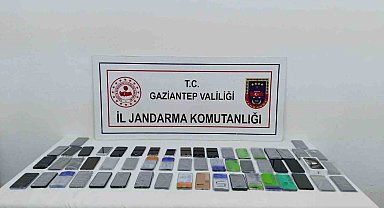 T.C.
GAZİANTEP VALİLİĞİ
İL JANDARMA KOMUTANLIĞI